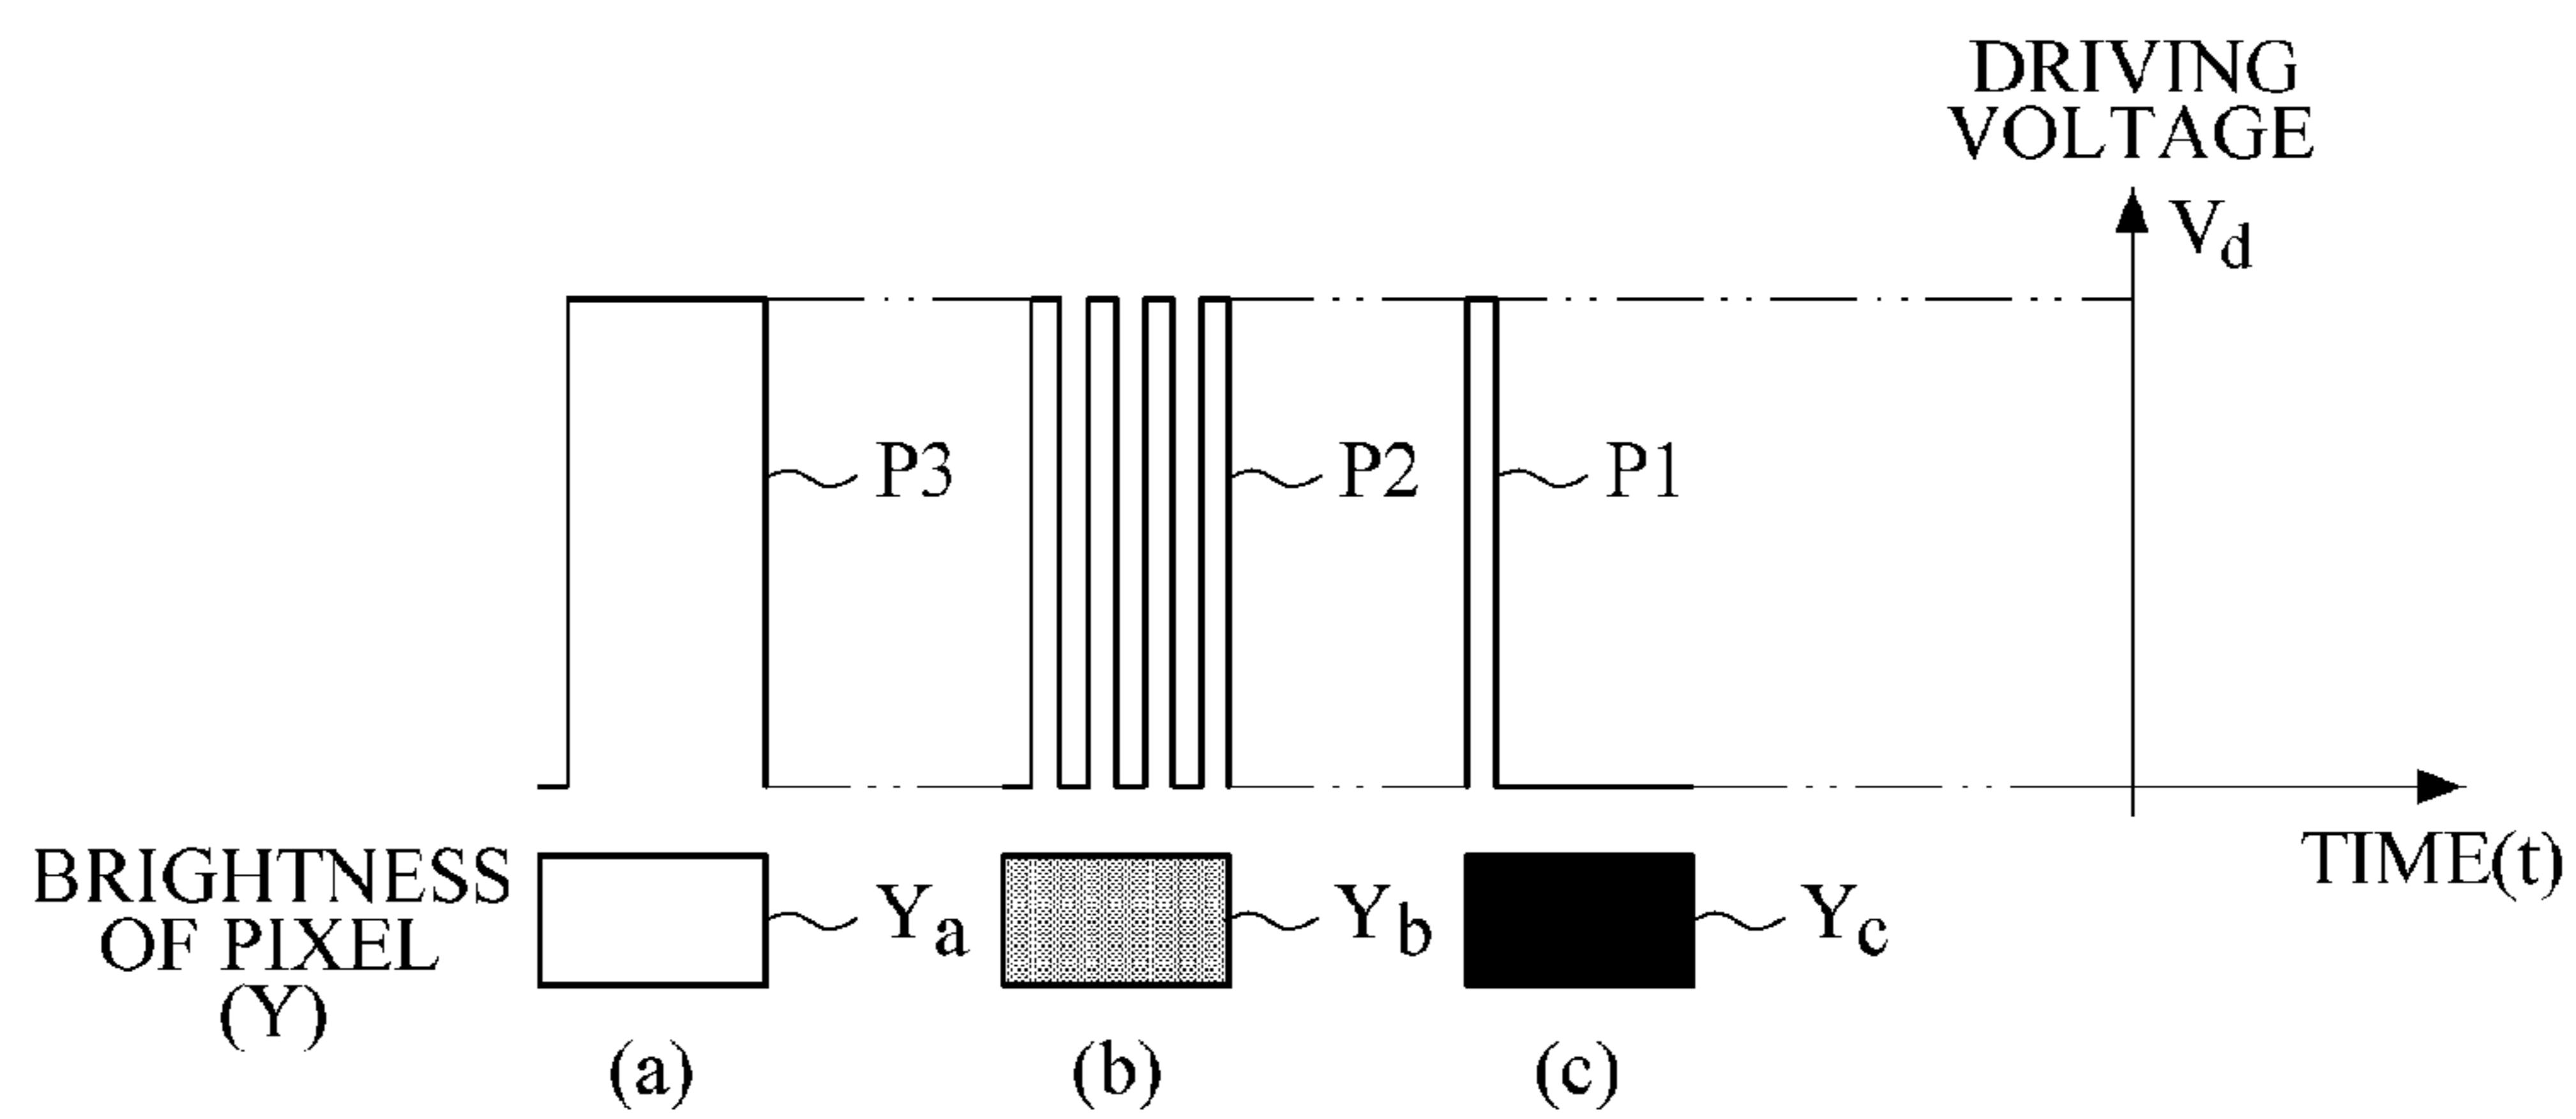 DRIVING
VOLTAGE
Vd
P3
P2
P1
TIME(t)
BRIGHTNESS
OF PIXEL
(Y)
Ya
Yb
Yc
(a)
(b)
(c)